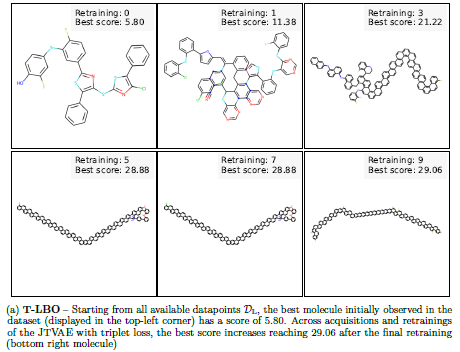 Retraining: 0
Best score: 5.80
Retraining: 1
Best score: 11.38
Retraining: 3
Best score: 21.22
Retraining: 5
Best score: 28.88
Retraining: 7
Best score: 28.88
Retraining: 9
Best score: 29.06
(a) T-LBO – Starting from all available datapoints 𝒟L, the best molecule initially observed in the
dataset (displayed in the top-left corner) has a score of 5.80. Across acquisitions and retrainings
of the JTVAE with triplet loss, the best score increases reaching 29.06 after the final retraining
(bottom right molecule)